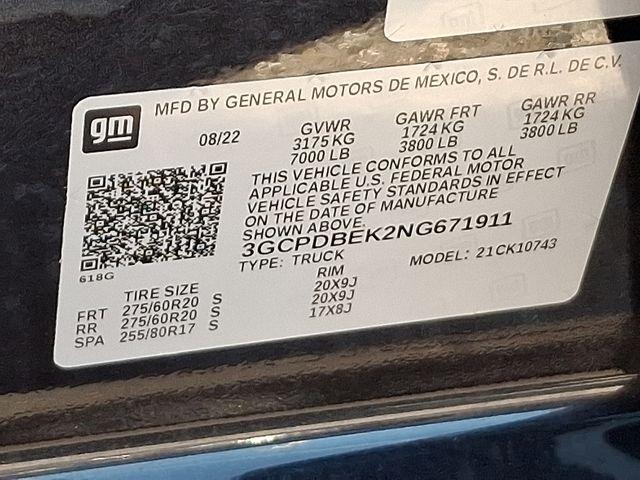 MFD BY GENERAL MOTORS DE MEXICO, S. DE R.L. DE C.V.
gm
08/22 GVWR GAWR FRT GAWR RR
3175 KG 1724 KG 1724 KG
7000 LB 3800 LB 3800 LB
THIS VEHICLE CONFORMS TO ALL
APPLICABLE U.S. FEDERAL MOTOR
VEHICLE SAFETY STANDARDS IN EFFECT
ON THE DATE OF MANUFACTURE
SHOWN ABOVE.
3GCPDBEK2NG671911
TYPE: TRUCK MODEL: 21CK10743
618G
TIRE SIZE RIM
FRT 275/60R20 S 20X9J
RR 275/60R20 S 20X9J
SPA 255/80R17 S 17X8J